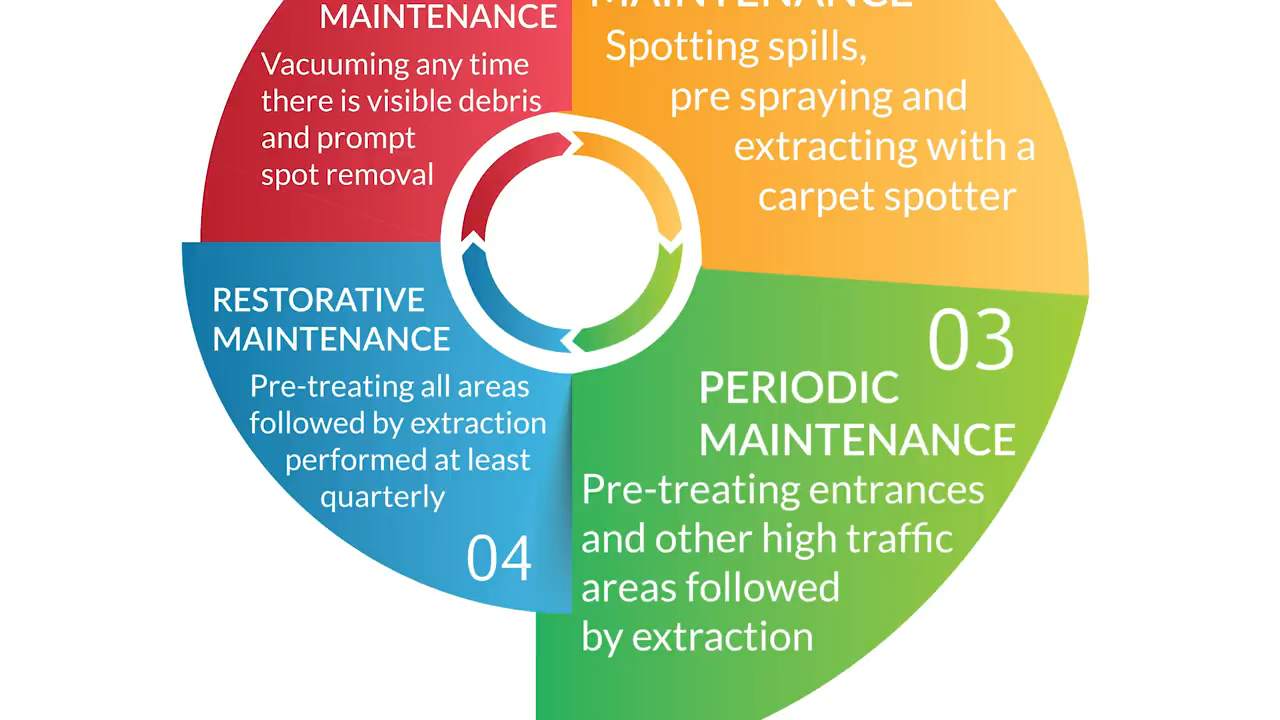 MAINTENANCE
Vacuuming any time
there is visible debris
and prompt
spot removal
MAINTENANCE
Spotting spills,
pre spraying and
extracting with a
carpet spotter
03
PERIODIC
MAINTENANCE
Pre-treating entrances
and other high traffic
areas followed
by extraction
RESTORATIVE
MAINTENANCE
Pre-treating all areas
followed by extraction
performed at least
quarterly
04